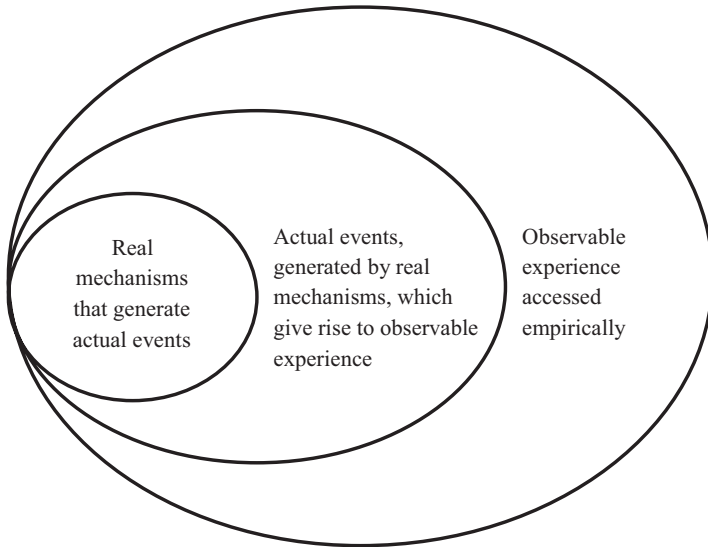 Real
mechanisms
that generate
actual events
Actual events,
generated by real
mechanisms, which
give rise to observable
experience
Observable
experience
accessed
empirically